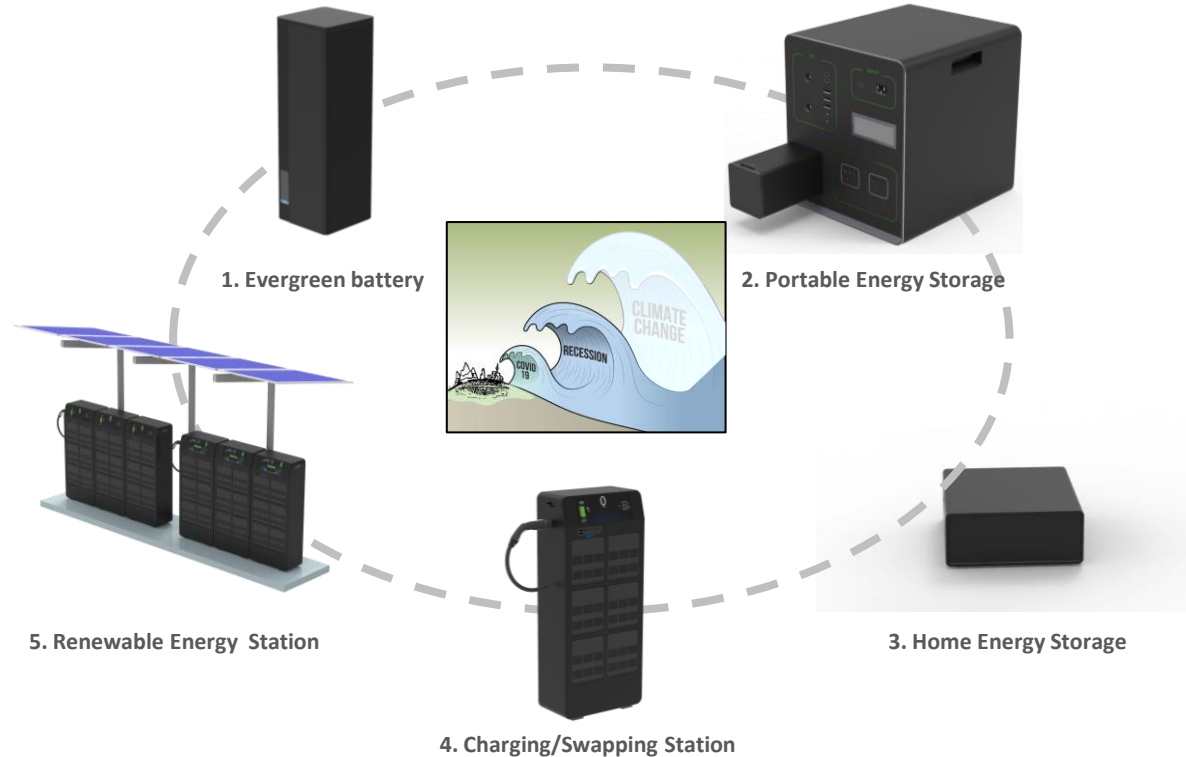 1. Evergreen battery
2. Portable Energy Storage
CLIMATE
CHANGE
RECESSION
COVID
19
5. Renewable Energy  Station
3. Home Energy Storage
4. Charging/Swapping Station